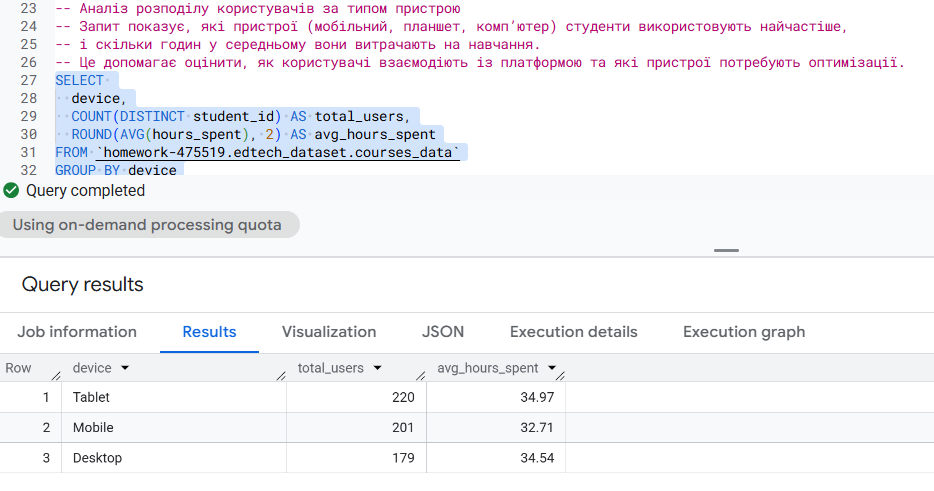 23 -- Аналіз розподілу користувачів за типом пристрою
24 -- Запит показує, які пристрої (мобільний, планшет, комп’ютер) студенти використовують найчастіше,
25 -- і скільки годин у середньому вони витрачають на навчання.
26 -- Це допомагає оцінити, як користувачі взаємодіють із платформою та які пристрої потребують оптимізації.
27 SELECT
28 device,
29 COUNT(DISTINCT student_id) AS total_users,
30 ROUND(AVG(hours_spent), 2) AS avg_hours_spent
31 FROM `homework-475519.edtech_dataset.courses_data`
32 GROUP BY device
Query completed
Using on-demand processing quota
Query results
Job information Results Visualization JSON Execution details Execution graph
Row device total_users avg_hours_spent
1 Tablet 220 34.97
2 Mobile 201 32.71
3 Desktop 179 34.54